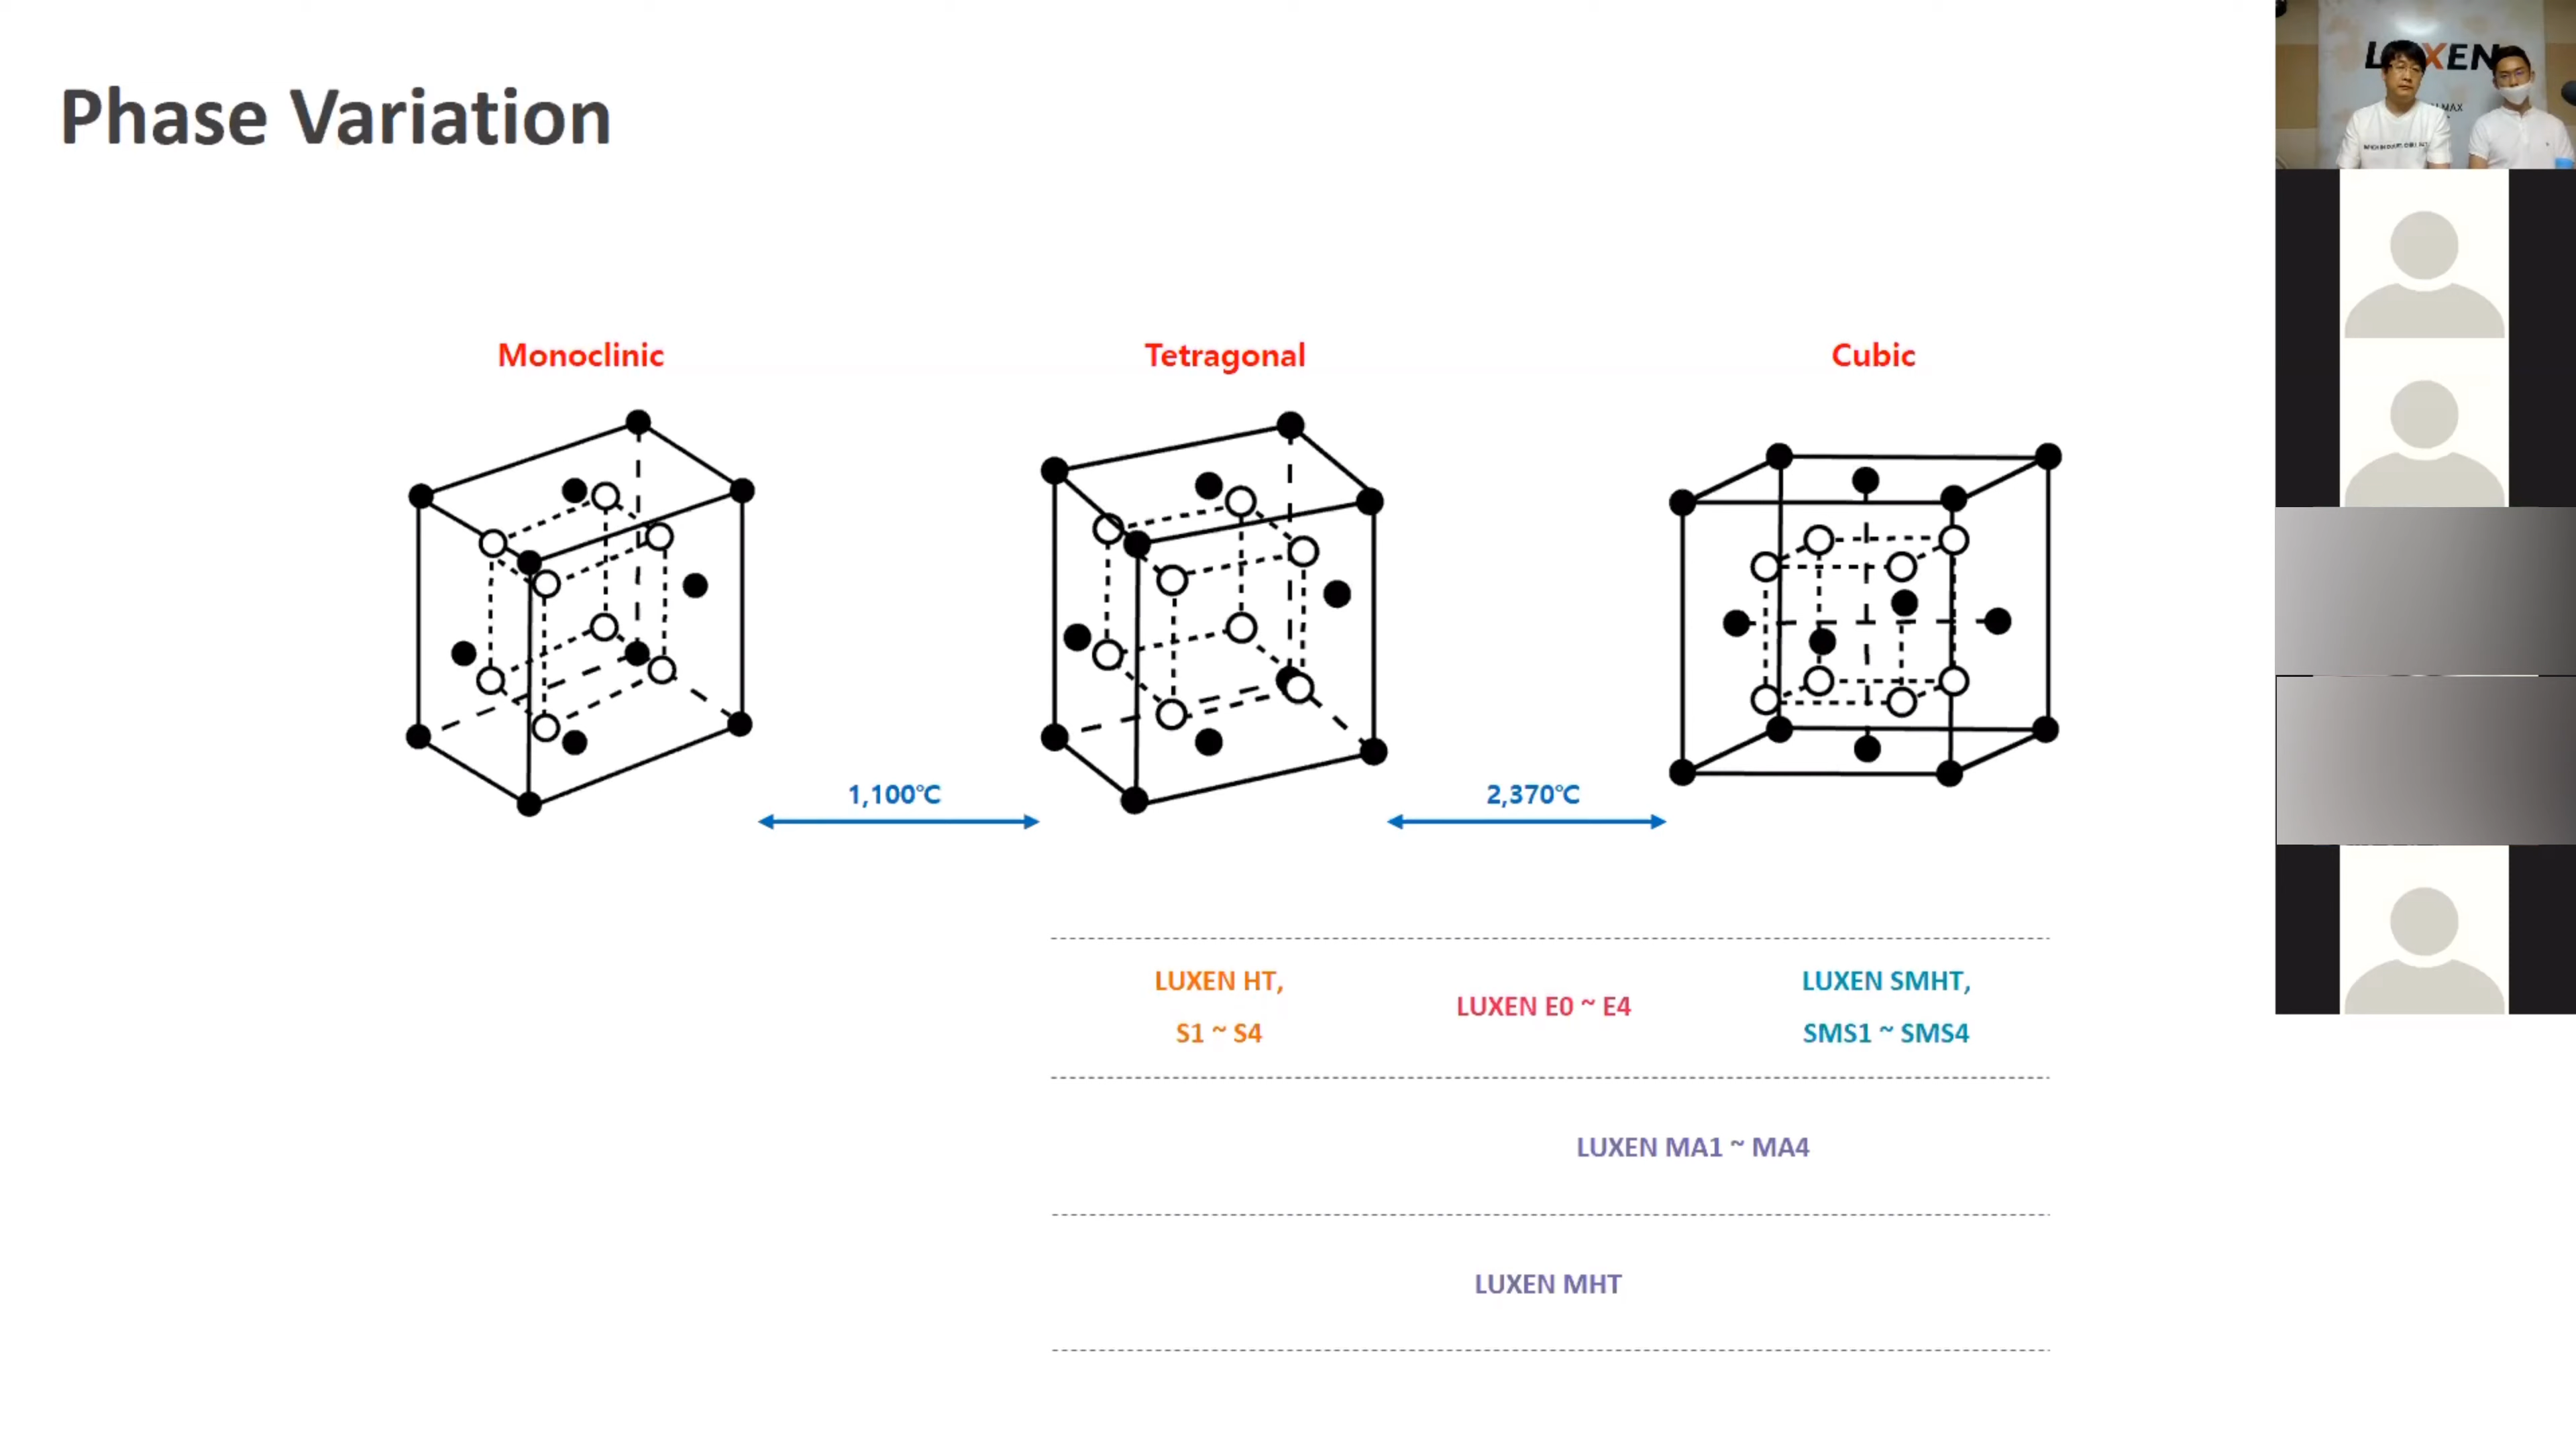 Phase Variation
LUXEN
Monoclinic
Tetragonal
Cubic
1,100℃
2,370℃
LUXEN HT,
S1 ~ S4
LUXEN E0 ~ E4
LUXEN SMHT,
SMS1 ~ SMS4
LUXEN MA1 ~ MA4
LUXEN MHT